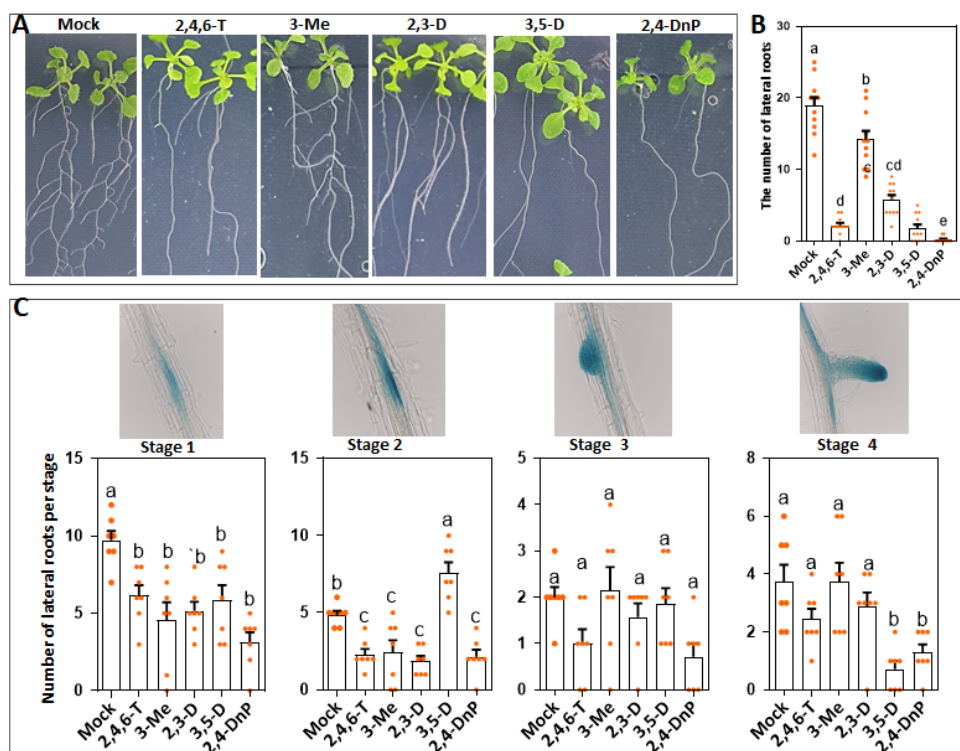 A
Mock 2,4,6-T 3-Me 2,3-D 3,5-D 2,4-DnP
B
The number of lateral roots
30
20
10
0
a
d
b
c
cd
e
Mock 2,4,6-T 3-Me 2,3-D 3,5-D 2,4-DnP
C
Stage 1
Number of lateral roots per stage
15
10
5
0
a b b b b b
Mock 2,4,6-T 3-Me 2,3-D 3,5-D 2,4-DnP
Stage 2
15
10
5
0
b c c c a c
Mock 2,4,6-T 3-Me 2,3-D 3,5-D 2,4-DnP
Stage 3
5
4
3
2
1
0
a a a a a a
Mock 2,4,6-T 3-Me 2,3-D 3,5-D 2,4-DnP
Stage 4
8
6
4
2
0
a a a a b b
Mock 2,4,6-T 3-Me 2,3-D 3,5-D 2,4-DnP